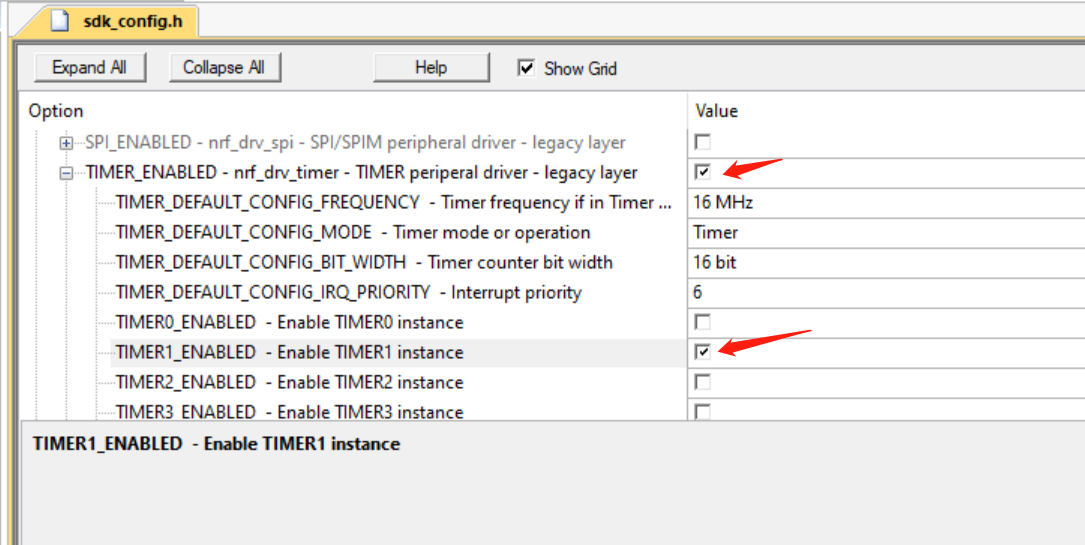 sdk_config.h
Expand All Collapse All Help Show Grid
Option Value
SPI_ENABLED - nrf_drv_spi - SPI/SPIM peripheral driver - legacy layer
TIMER_ENABLED - nrf_drv_timer - TIMER periperal driver - legacy layer
TIMER_DEFAULT_CONFIG_FREQUENCY - Timer frequency if in Timer ... 16 MHz
TIMER_DEFAULT_CONFIG_MODE - Timer mode or operation Timer
TIMER_DEFAULT_CONFIG_BIT_WIDTH - Timer counter bit width 16 bit
TIMER_DEFAULT_CONFIG_IRQ_PRIORITY - Interrupt priority 6
TIMER0_ENABLED - Enable TIMER0 instance
TIMER1_ENABLED - Enable TIMER1 instance
TIMER2_ENABLED - Enable TIMER2 instance
TIMER3_ENABLED - Enable TIMER3 instance
TIMER1_ENABLED - Enable TIMER1 instance